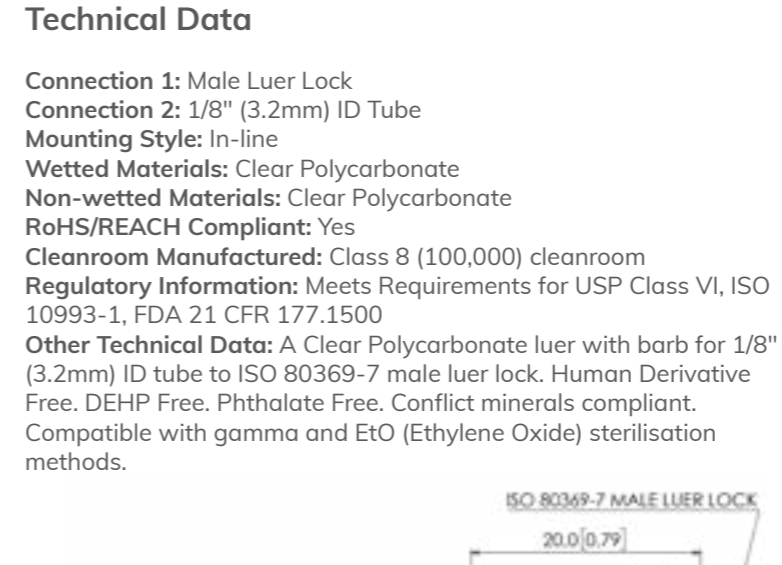 Technical Data
Connection 1: Male Luer Lock
Connection 2: 1/8" (3.2mm) ID Tube
Mounting Style: In-line
Wetted Materials: Clear Polycarbonate
Non-wetted Materials: Clear Polycarbonate
RoHS/REACH Compliant: Yes
Cleanroom Manufactured: Class 8 (100,000) cleanroom
Regulatory Information: Meets Requirements for USP Class VI, ISO
10993-1, FDA 21 CFR 177.1500
Other Technical Data: A Clear Polycarbonate luer with barb for 1/8"
(3.2mm) ID tube to ISO 80369-7 male luer lock. Human Derivative
Free. DEHP Free. Phthalate Free. Conflict minerals compliant.
Compatible with gamma and EtO (Ethylene Oxide) sterilisation
methods.
ISO 80369-7 MALE LUER LOCK
20.0[0.79]